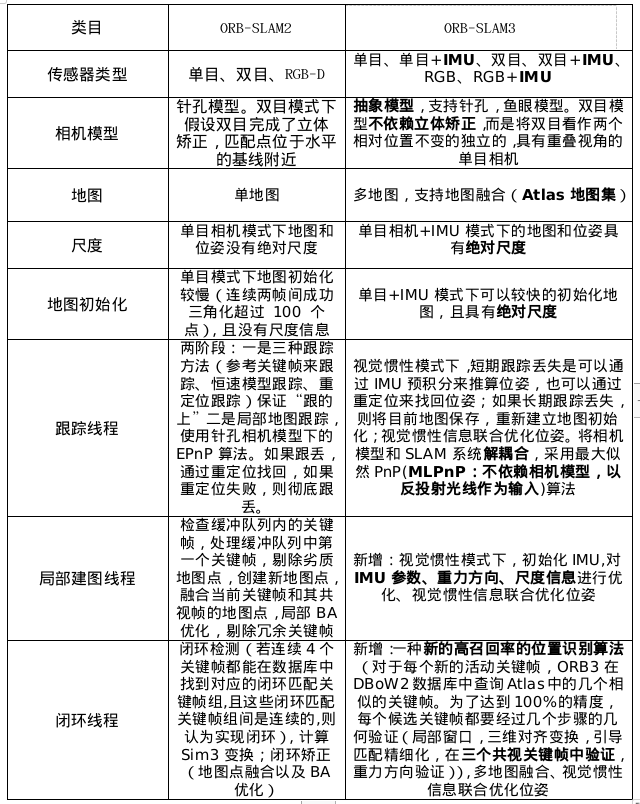 类目
ORB-SLAM2
ORB-SLAM3
传感器类型
单目、双目、RGB-D
单目、单目+IMU、双目、双目+IMU、
RGB、RGB+IMU
相机模型
针孔模型。双目模式下
假设双目完成了立体
矫正，匹配点位于水平
的基线附近
抽象模型，支持针孔，鱼眼模型。双目模
型不依赖立体矫正，而是将双目看作两个
相对位置不变的独立的，具有重叠视角的
单目相机
地图
单地图
多地图，支持地图融合（Atlas 地图集）
尺度
单目相机模式下地图和
位姿没有绝对尺度
单目相机+IMU 模式下的地图和位姿具
有绝对尺度
地图初始化
单目模式下地图初始化
较慢（连续两帧间成功
三角化超过 100 个
点），且没有尺度信息
单目+IMU 模式下可以较快的初始化地
图，且具有绝对尺度
跟踪线程
两阶段：一是三种跟踪
方法（参考关键帧来跟
踪、恒速模型跟踪、重
定位跟踪）保证“跟的
上”二是局部地图跟踪，
使用针孔相机模型下的
EPnP 算法。如果跟丢，
通过重定位找回，如果
重定位失败，则彻底跟
丢。
视觉惯性模式下，短期跟踪丢失是可以通
过 IMU 预积分来推算位姿，也可以通过
重定位来找回位姿；如果长期跟踪丢失，
则将目前地图保存，重新建立地图初始
化；视觉惯性信息联合优化位姿。将相机
模型和 SLAM 系统解耦合，采用最大似
然 PnP(MLPnP：不依赖相机模型，以
反投射光线作为输入)算法
局部建图线程
检查缓冲队列内的关键
帧，处理缓冲队列中第
一个关键帧，剔除劣质
地图点，创建新地图点，
融合当前关键帧和其共
视帧的地图点，局部 BA
优化，剔除冗余关键帧
新增：视觉惯性模式下，初始化 IMU,对
IMU 参数、重力方向、尺度信息进行优
化、视觉惯性信息联合优化位姿
闭环线程
闭环检测（若连续 4 个
关键帧都能在数据库中
找到对应的闭环匹配关
键帧组,且这些闭环匹配
关键帧组间是连续的,则
认为实现闭环），计算
Sim3 变换；闭环矫正
（地图点融合以及 BA
优化）
新增:一种新的高召回率的位置识别算法
（对于每个新的活动关键帧，ORB3 在
DBoW2 数据库中查询 Atlas 中的几个相
似的关键帧。为了达到 100%的精度，
每个候选关键帧都要经过几个步骤的几
何验证（局部窗口，三维对齐变换，引导
匹配精细化，在三个共视关键帧中验证，
重力方向验证）),多地图融合、视觉惯性
信息联合优化位姿